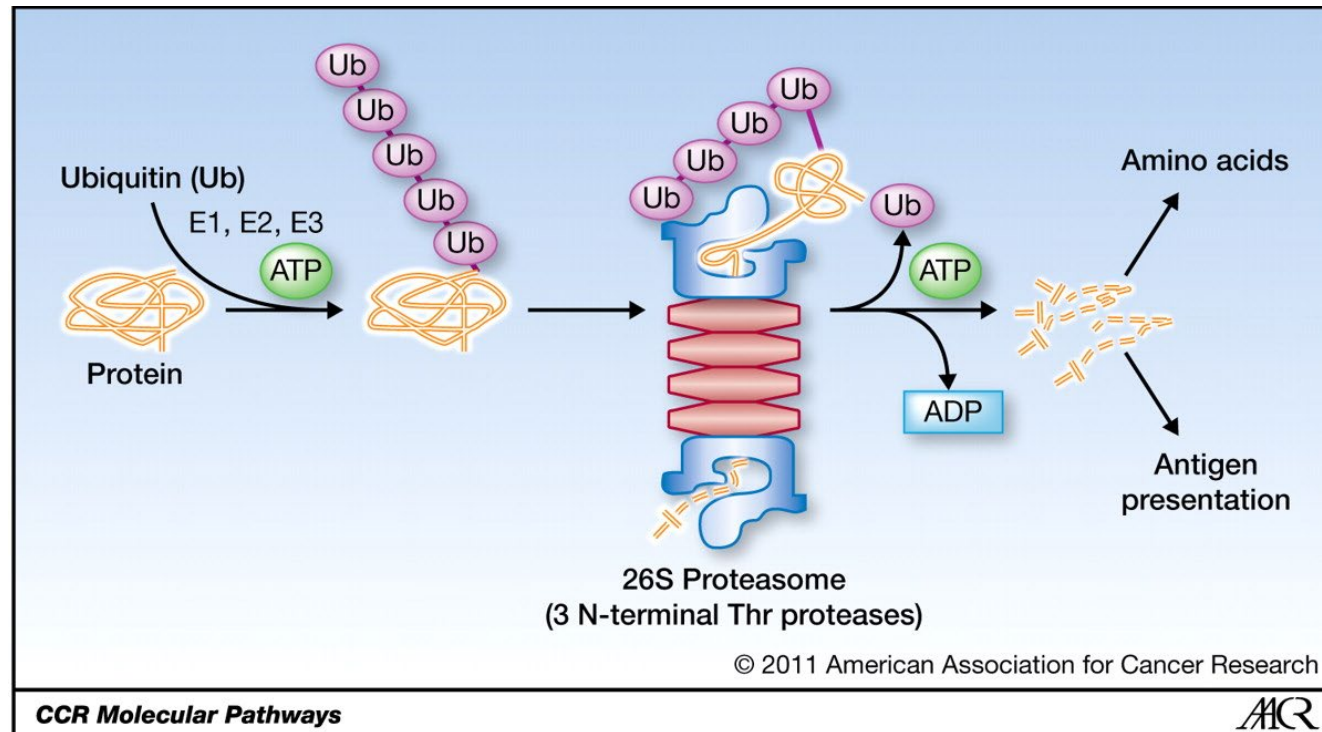 Ub
Ub
Ub
Ub
Ub
Ubiquitin (Ub)
E1, E2, E3
ATP
Protein
Ub
Ub
Ub
Ub
Ub
ATP
ADP
Amino acids
Antigen
presentation
26S Proteasome
(3 N-terminal Thr proteases)
© 2011 American Association for Cancer Research
CCR Molecular Pathways
AACR